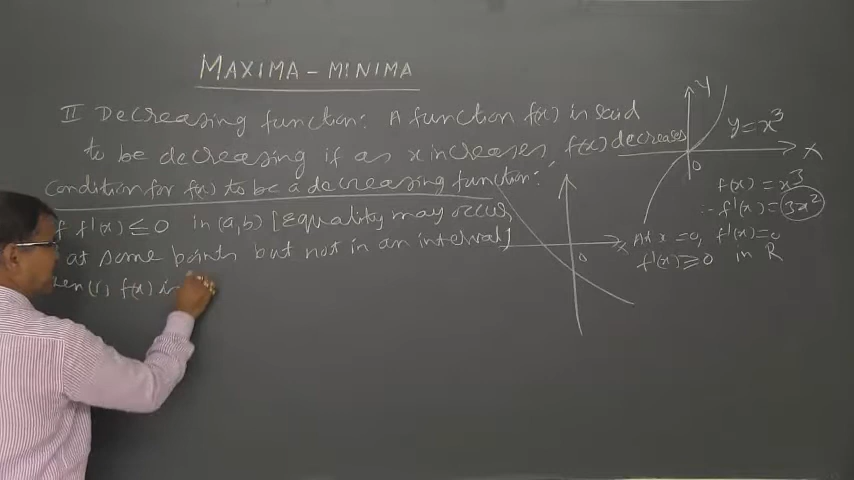 MAXIMA - MINIMA
II Decreasing function: A function f(x) is said
to be decreasing if as x increases, f(x) decreases
Condition for f(x) to be a decreasing function:
f f'(x) ≤ 0 in (a,b) [Equality may occur
at some points but not in an interval]
f(x) is
Y
y = x³
X
O
f(x) = x³
∴ f'(x) = 3x²
At x = 0, f'(x) = 0
f'(x) ≥ 0 in R
X
O